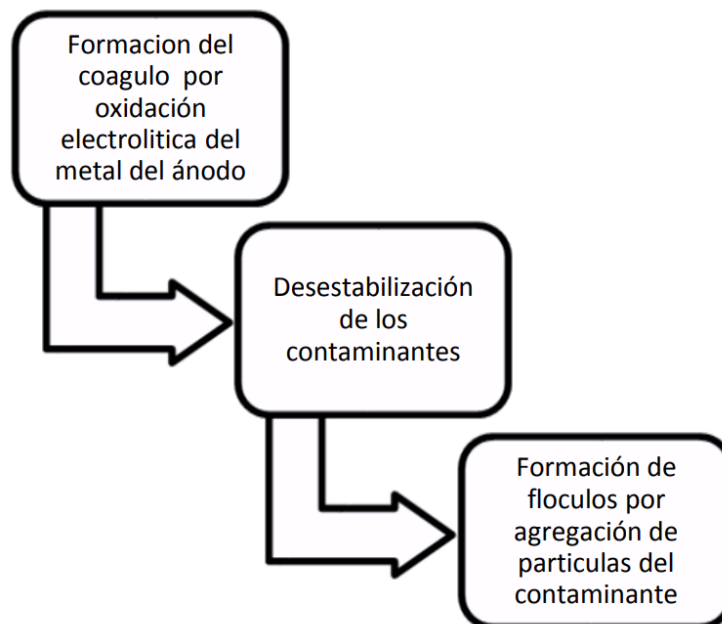 Formacion del
coagulo por
oxidación
electrolitica del
metal del ánodo
Desestabilización
de los
contaminantes
Formación de
floculos por
agregación de
particulas del
contaminante